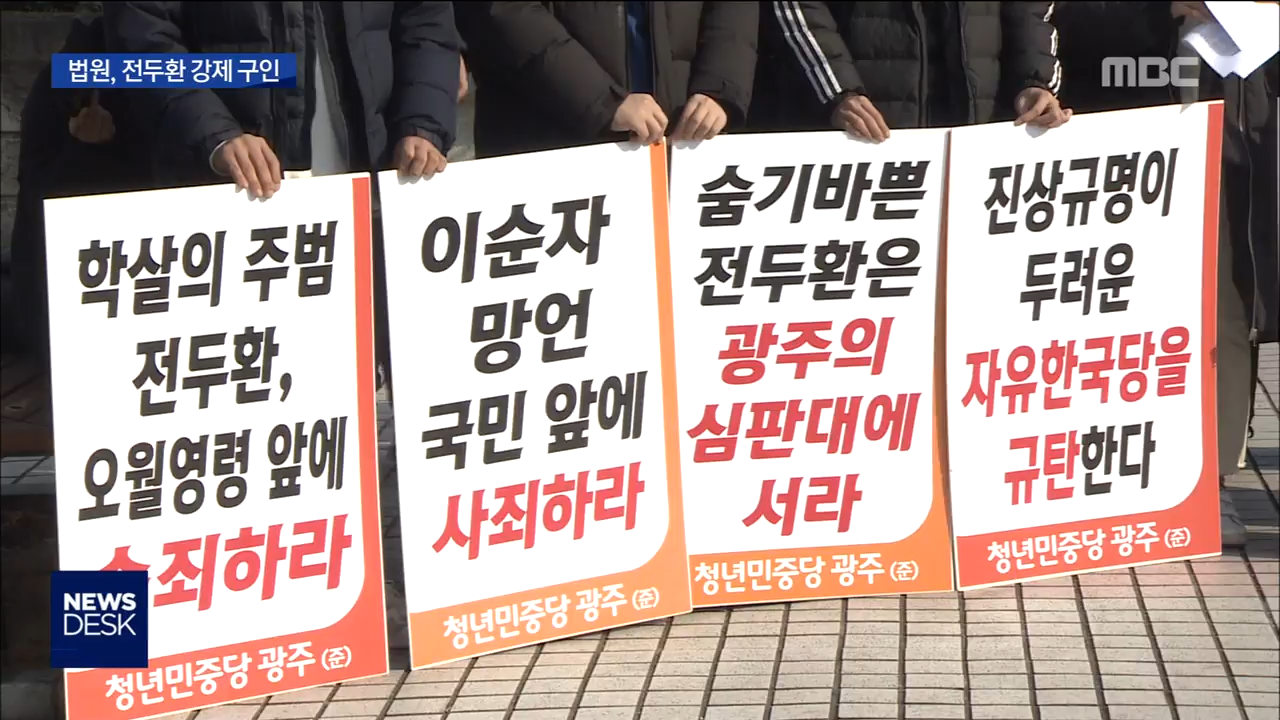 법원, 전두환 강제 구인
MBC
학살의 주범
전두환,
오월영령 앞에
죄하라
청년민중당 광주 (준)
이순자
망언
국민 앞에
사죄하라
청년민중당 광주 (준)
숨기바쁜
전두환은
광주의
심판대에
서라
청년민중당 광주 (준)
진상규명이
두려운
자유한국당을
규탄한다
청년민중당 광주 (준)
NEWS
DESK